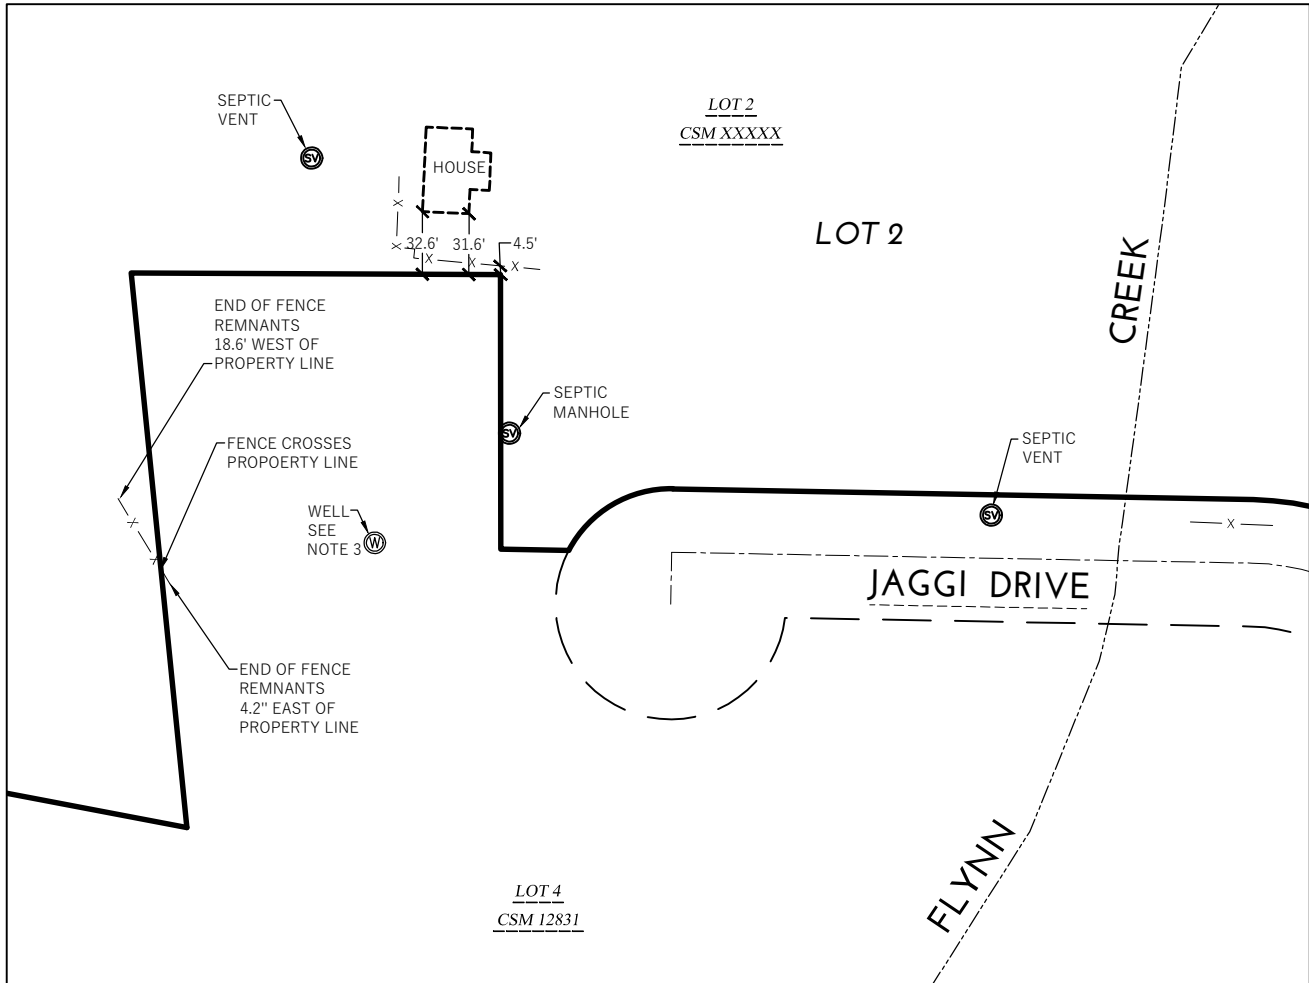 SEPTIC
VENT
SV
HOUSE
LOT 2
CSM XXXXX
LOT 2
CREEK
X
X
32.6'
31.6'
4.5'
X
X
X
END OF FENCE
REMNANTS
18.6' WEST OF
PROPERTY LINE
SEPTIC
MANHOLE
SV
FENCE CROSSES
PROPOERTY LINE
SEPTIC
VENT
SV
WELL
SEE
NOTE 3
W
X
X
X
JAGGI DRIVE
END OF FENCE
REMNANTS
4.2" EAST OF
PROPERTY LINE
FLYNN
LOT 4
CSM 12831